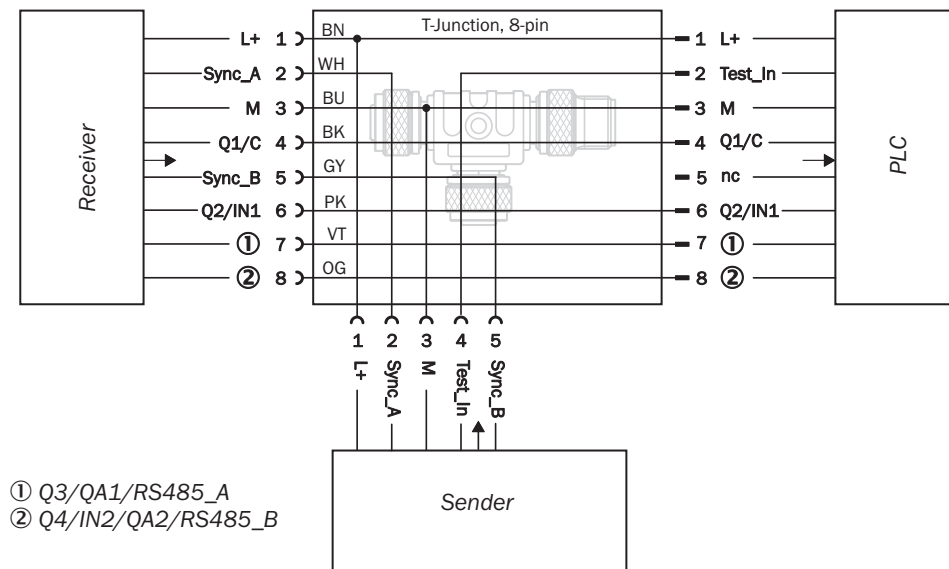 T-Junction, 8-pin
Receiver
PLC
L+ 1 BN 1 L+
Sync_A 2 WH 2 Test_In
M 3 BU 3 M
Q1/C 4 BK 4 Q1/C
Sync_B 5 GY 5 nc
Q2/IN1 6 PK 6 Q2/IN1
① 7 VT 7 ①
② 8 OG 8 ②
1 2 3 4 5
L+ Sync_A M Test_In Sync_B
Sender
① Q3/QA1/RS485_A
② Q4/IN2/QA2/RS485_B